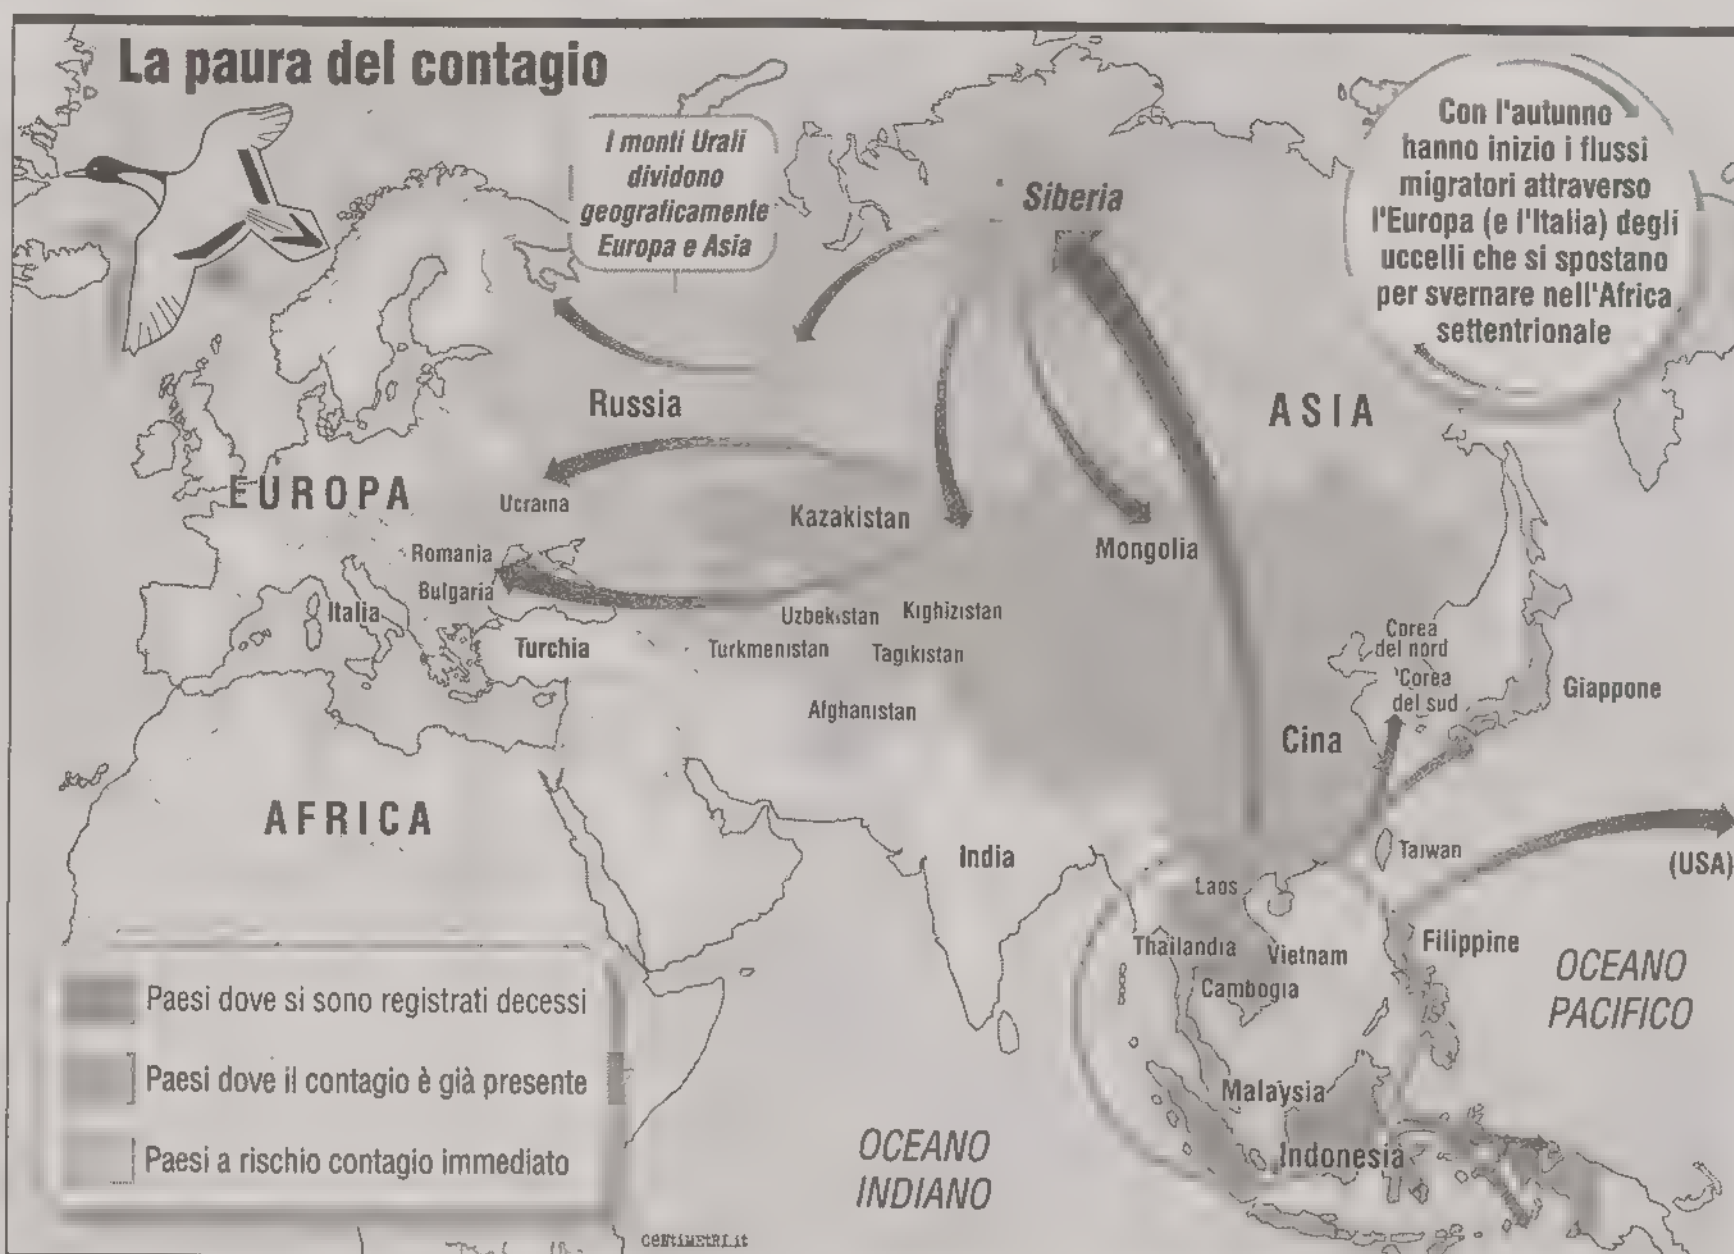 La paura del contagio
I monti Urali
dividono
geograficamente
Europa e Asia
Siberia
Con l'autunno
hanno inizio i flussi
migratori attraverso
l'Europa (e l'Italia) degli
uccelli che si spostano
per svernare nell'Africa
settentrionale
Russia
ASIA
EUROPA
Ucraina
Kazakistan
Mongolia
Romania
Bulgaria
Italia
Uzbekistan
Kighizistan
Turchia
Turkmenistan
Tagikistan
Corea
del nord
Corea
del sud
Giappone
Afghanistan
Cina
AFRICA
India
Taiwan
(USA)
Laos
Thailandia
Vietnam
Filippine
Cambogia
OCEANO
PACIFICO
Paesi dove si sono registrati decessi
Paesi dove il contagio è già presente
Paesi a rischio contagio immediato
Malaysia
Indonesia
OCEANO
INDIANO
CENTIMETRI.it